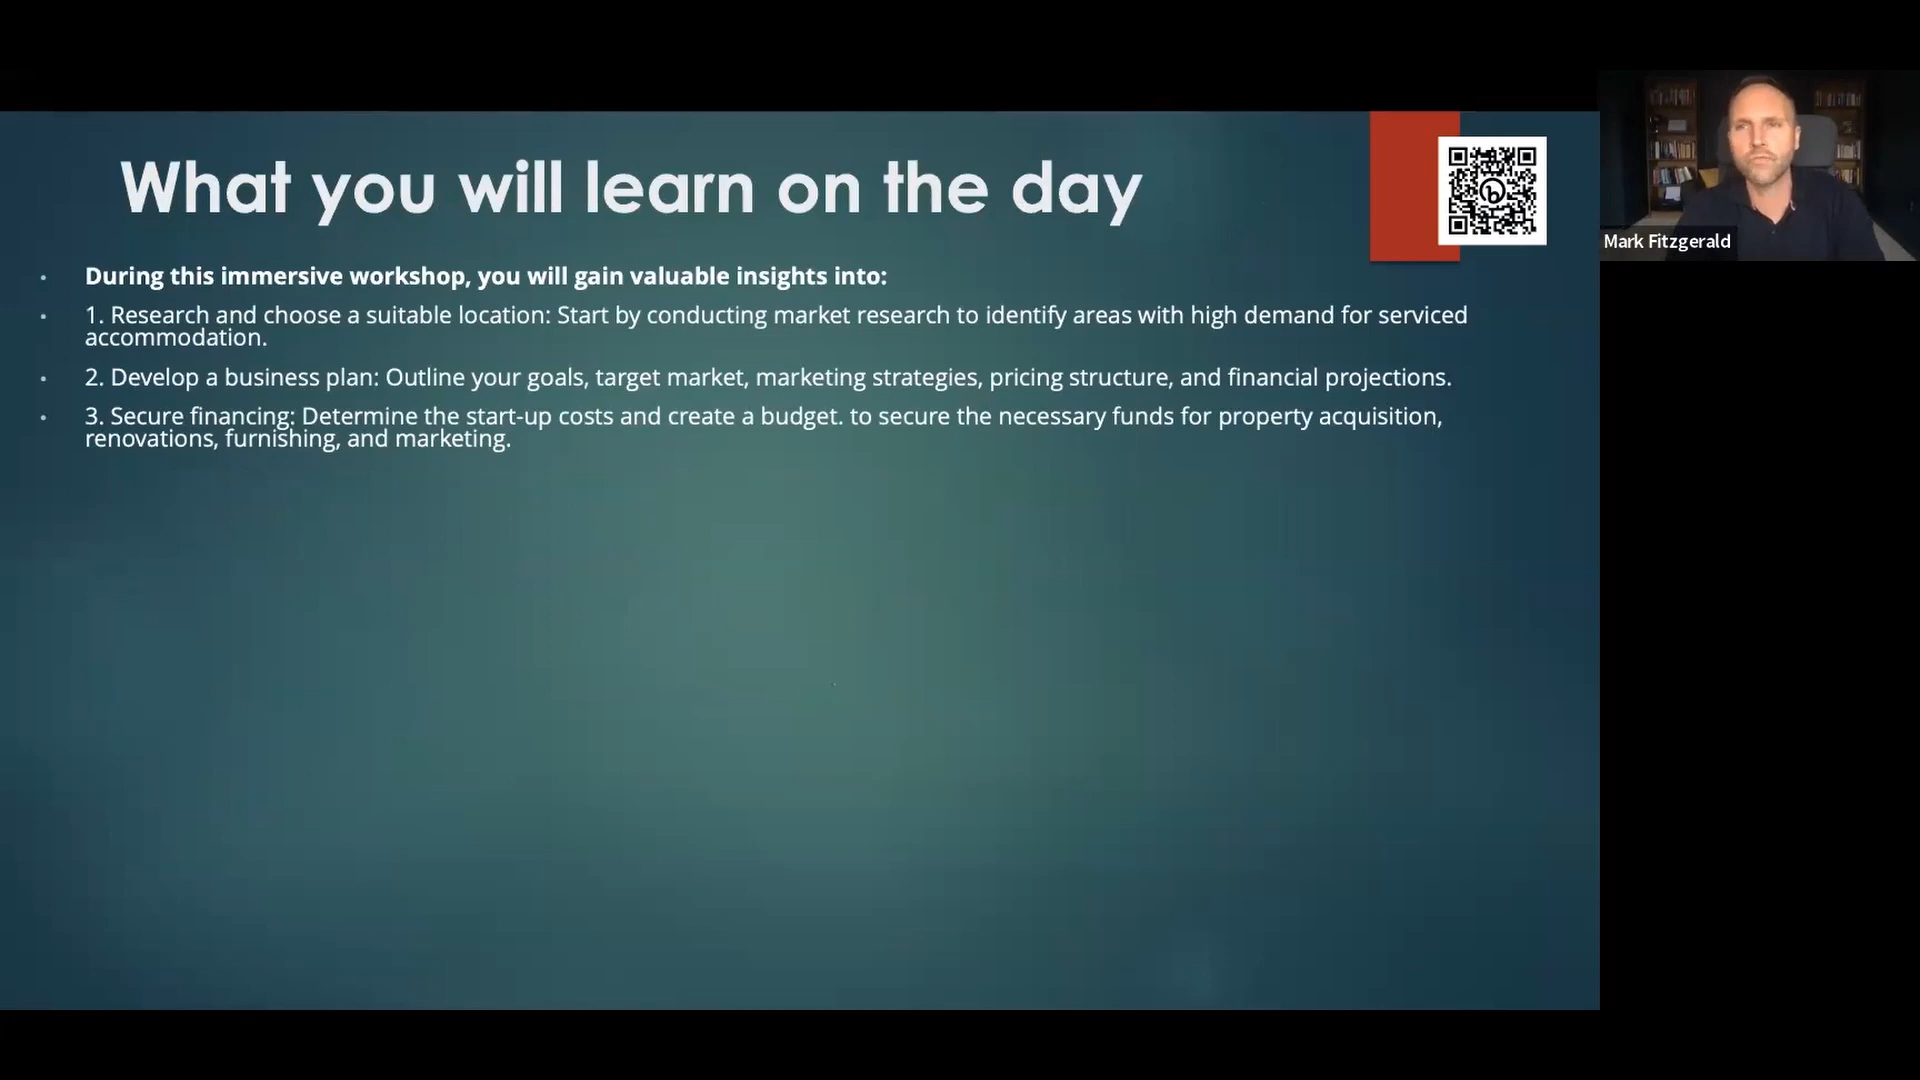 What you will learn on the day
• During this immersive workshop, you will gain valuable insights into:
• 1. Research and choose a suitable location: Start by conducting market research to identify areas with high demand for serviced
accommodation.
• 2. Develop a business plan: Outline your goals, target market, marketing strategies, pricing structure, and financial projections.
• 3. Secure financing: Determine the start-up costs and create a budget. to secure the necessary funds for property acquisition,
renovations, furnishing, and marketing.
Mark Fitzgerald